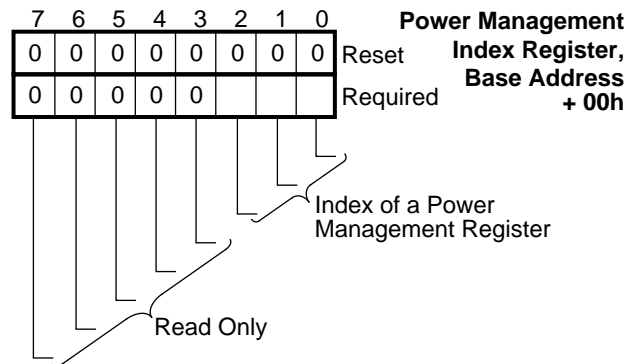 Power Management
Index Register,
Base Address
+ 00h
7 6 5 4 3 2 1 0
0 0 0 0 0 0 0 0 Reset
0 0 0 0 0 Required
Index of a Power
Management Register
Read Only